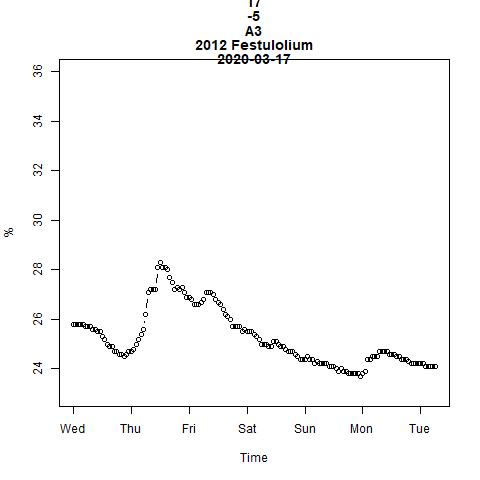 17
-5
A3
2012 Festulolium
2020-03-17
36
34
32
30
28
26
24
%
Wed Thu Fri Sat Sun Mon Tue
Time